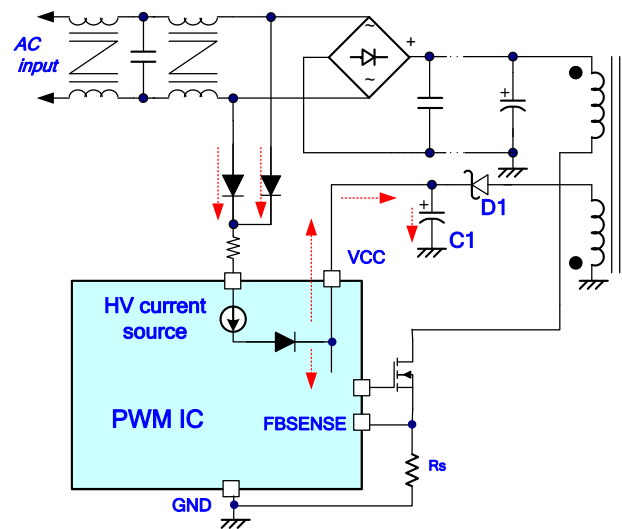 AC
input
~
+
~
+
+
D1
C1
VCC
HV current
source
PWM IC
FBSENSE
Rs
GND